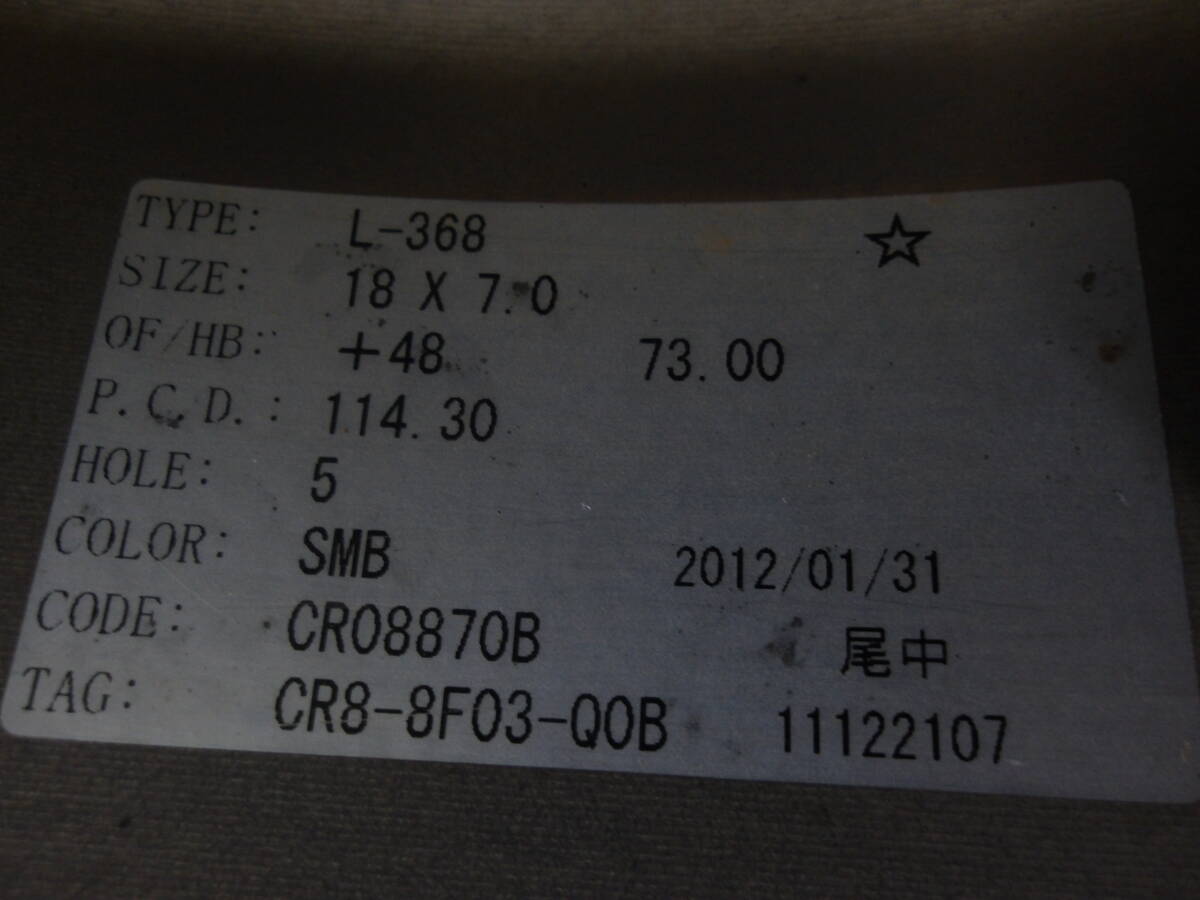 TYPE: L-368 ☆
SIZE: 18 X 7.0
OF/HB: +48 73.00
P.C.D.: 114.30
HOLE: 5
COLOR: SMB 2012/01/31
CODE: CR08870B 尾中
TAG: CR8-8F03-Q0B 11122107